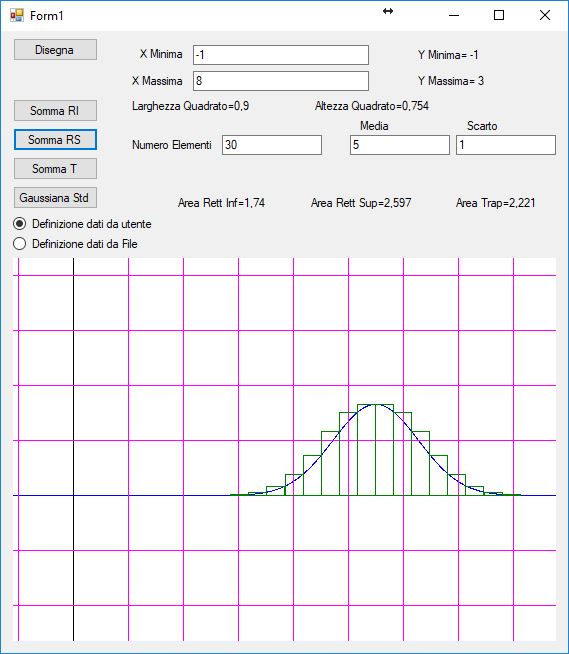 Form1
Disegna
X Minima
-1
Y Minima= -1
X Massima
8
Y Massima= 3
Somma RI
Larghezza Quadrato=0,9
Altezza Quadrato=0,754
Media
Scarto
Somma RS
Numero Elementi
30
5
1
Somma T
Gaussiana Std
Area Rett Inf=1,74
Area Rett Sup=2,597
Area Trap=2,221
Definizione dati da utente
Definizione dati da File